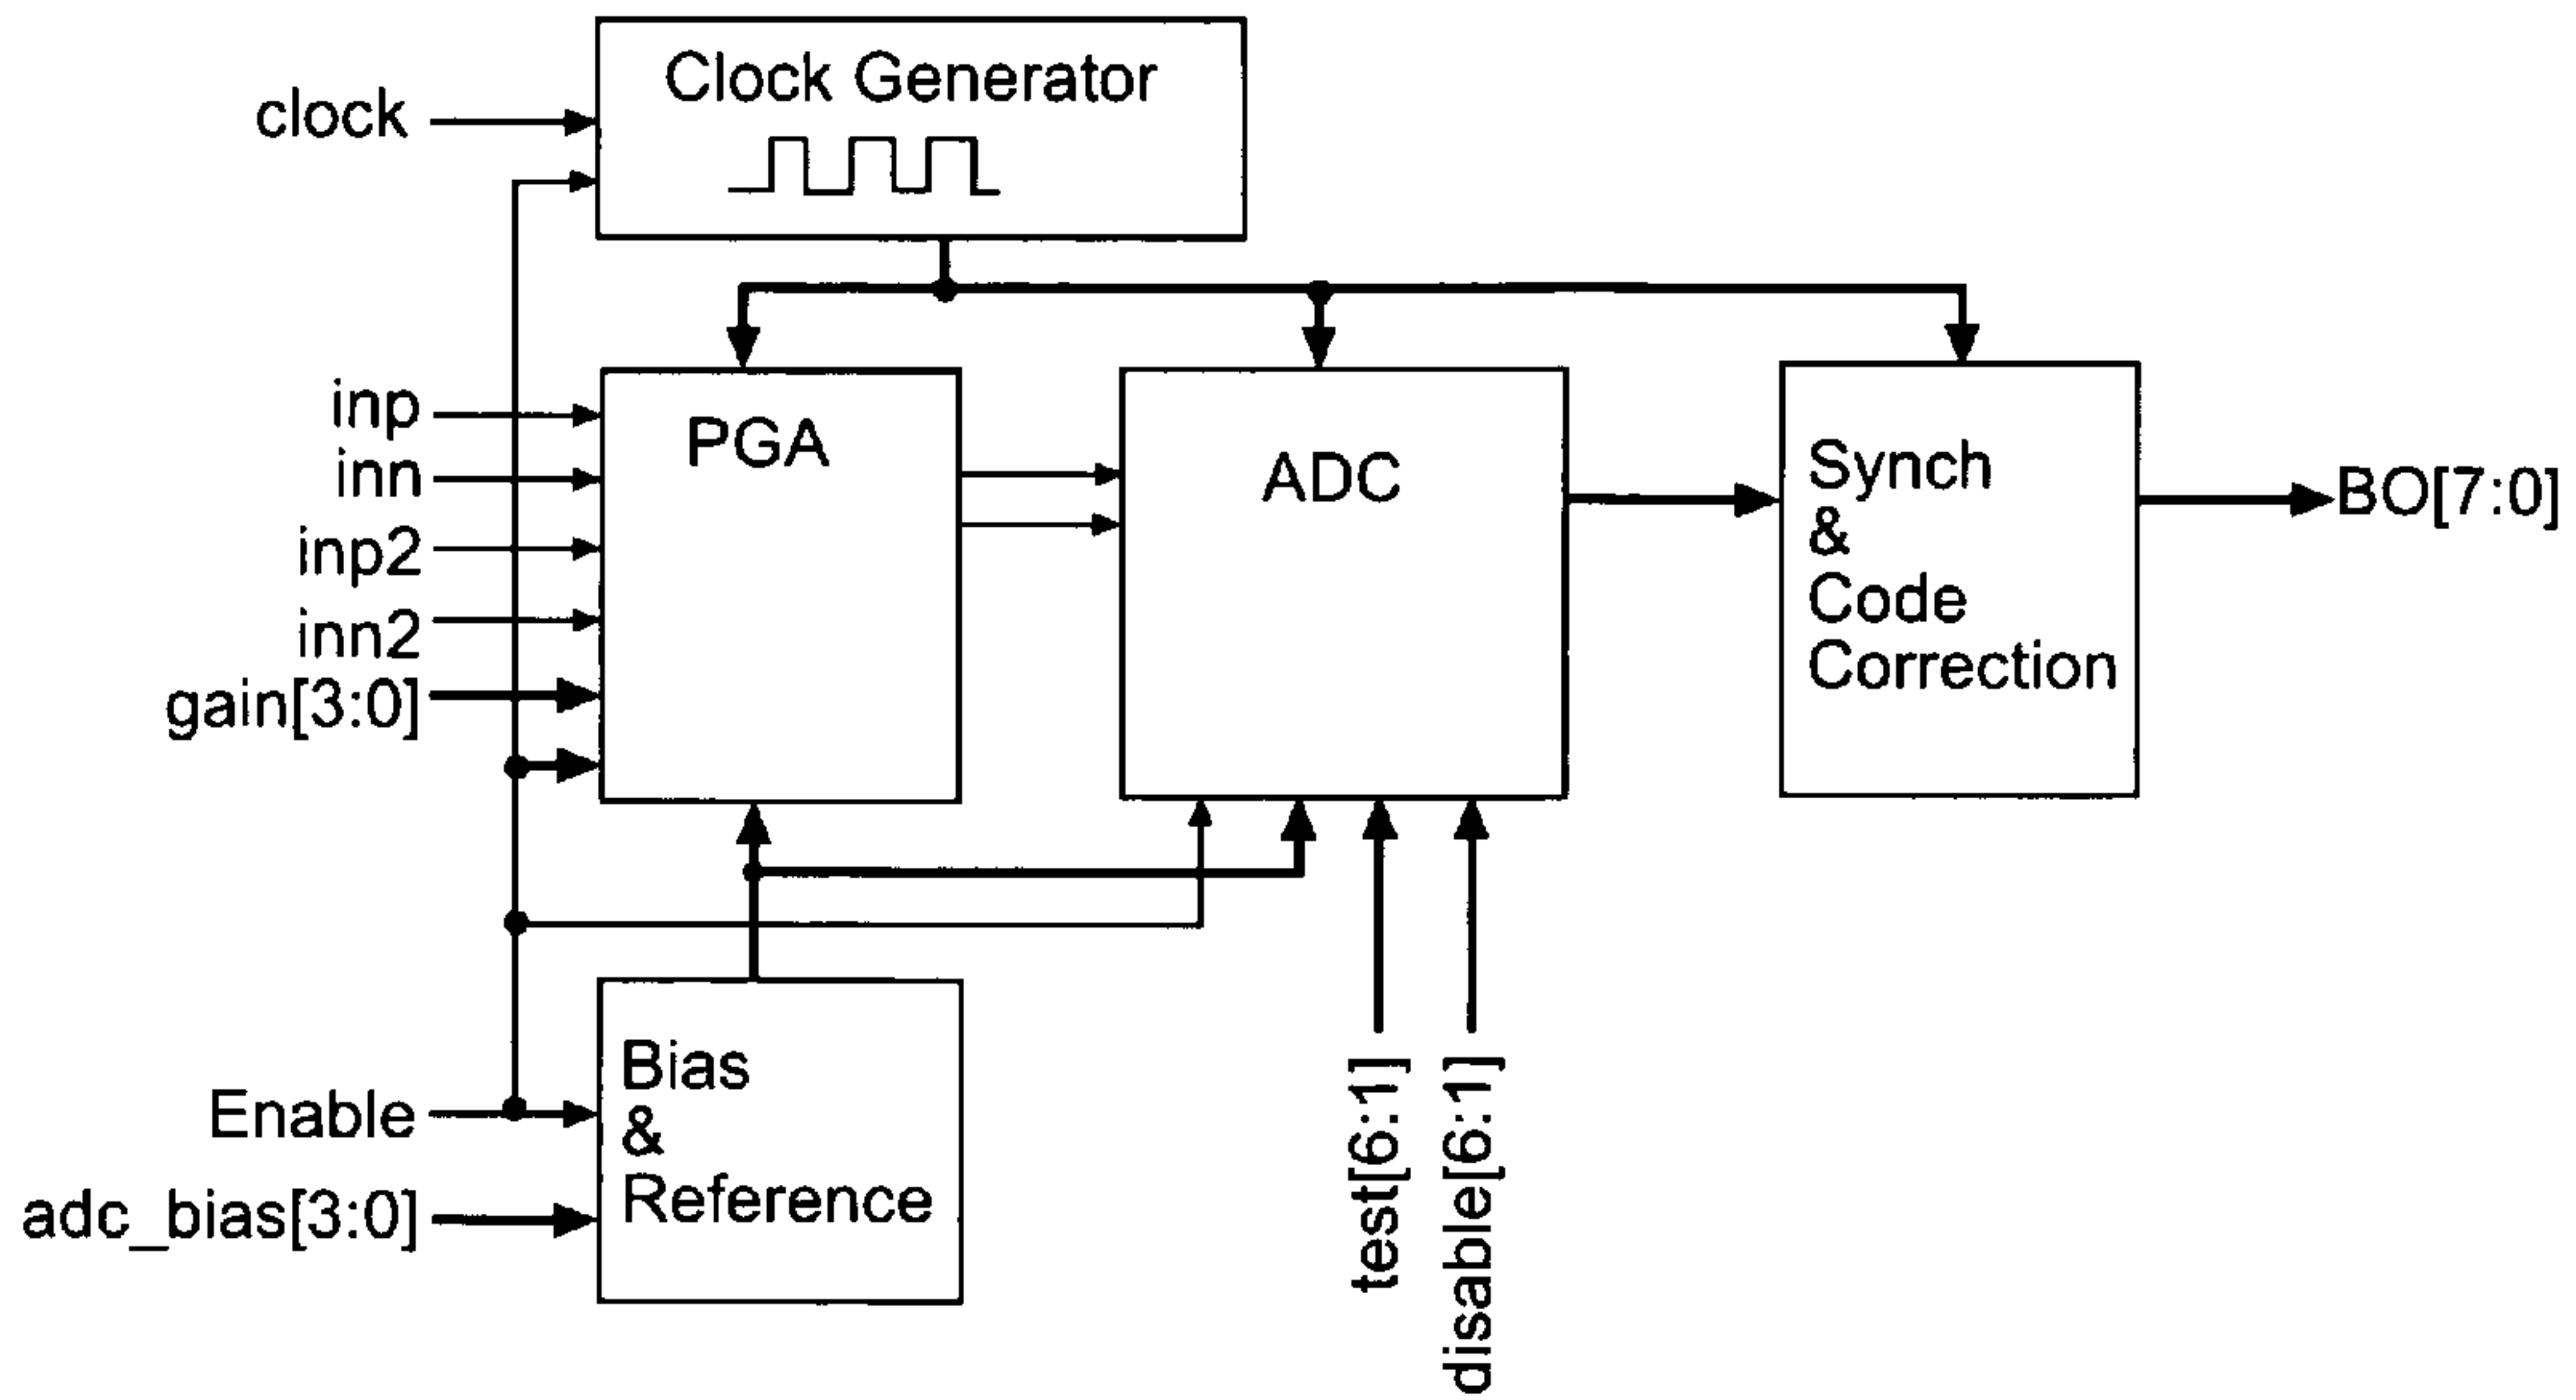 Clock Generator
clock
inp
inn
inp2
inn2
gain[3:0]
PGA
ADC
Synch
&
Code
Correction
BO[7:0]
Enable
adc_bias[3:0]
Bias
&
Reference
test[6:1]
disable[6:1]